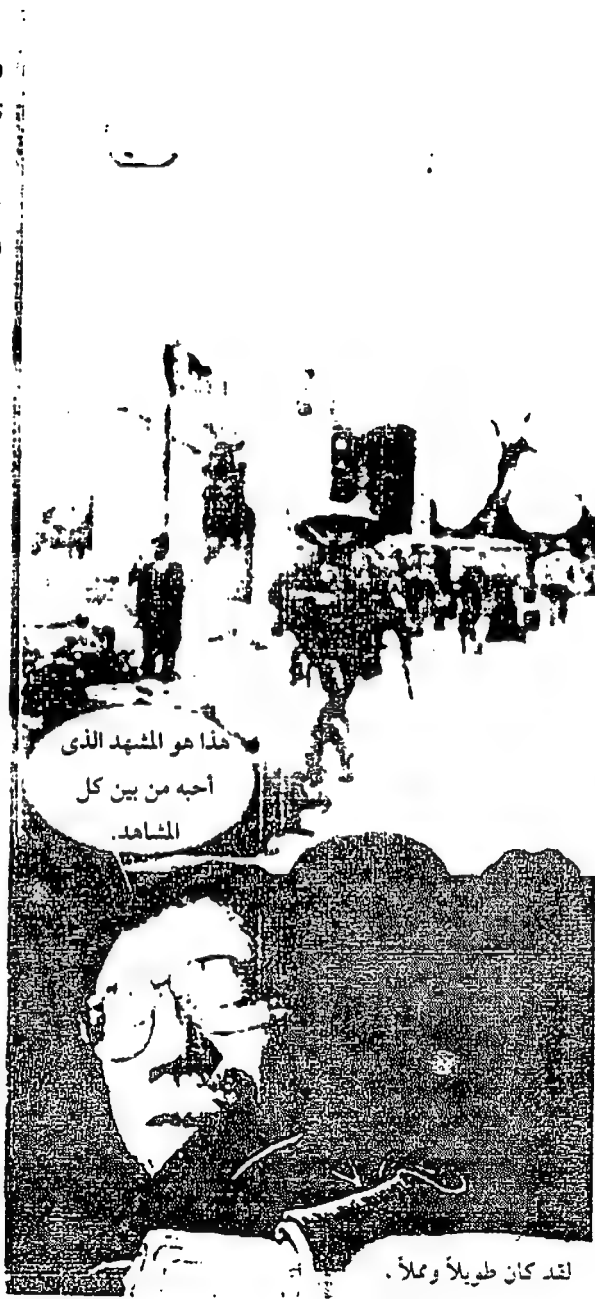 هذا هو المشهد الذى
أحبه من بين كل
المشاهد.
لقد كان طويلاً ومملاً .